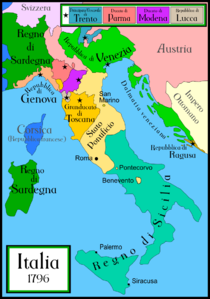 Svizzera
Principato Vescovile di
Trento
Ducato di
Parma
Ducato di
Modena
Repubblica di
Lucca
Regno
di
Sardegna
Repubblica di
Venezia
Austria
Genova
San
Marino
Granducato
di
Toscana
Dalmazia veneziana
Impero
Ottomano
Stato
Pontificio
Corsica
(Repubblica francese)
Repubblica di
Ragusa
Roma
Regno
di
Sardegna
Pontecorvo
Benevento
Regno di Sicilia
Palermo
Siracusa
Italia
1796